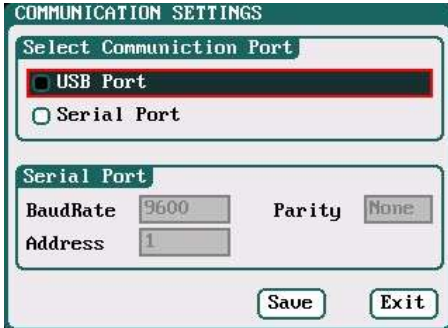 COMMUNICATION SETTINGS
Select Communiction Port
USB Port
Serial Port
Serial Port
BaudRate 9600 Parity None
Address 1
Save Exit